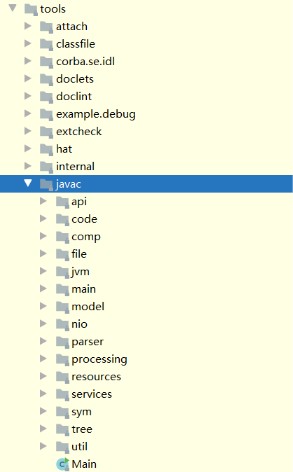 tools
attach
classfile
corba.se.idl
doclets
doclint
example.debug
extcheck
hat
internal
javac
api
code
comp
file
jvm
main
model
nio
parser
processing
resources
services
sym
tree
util
Main